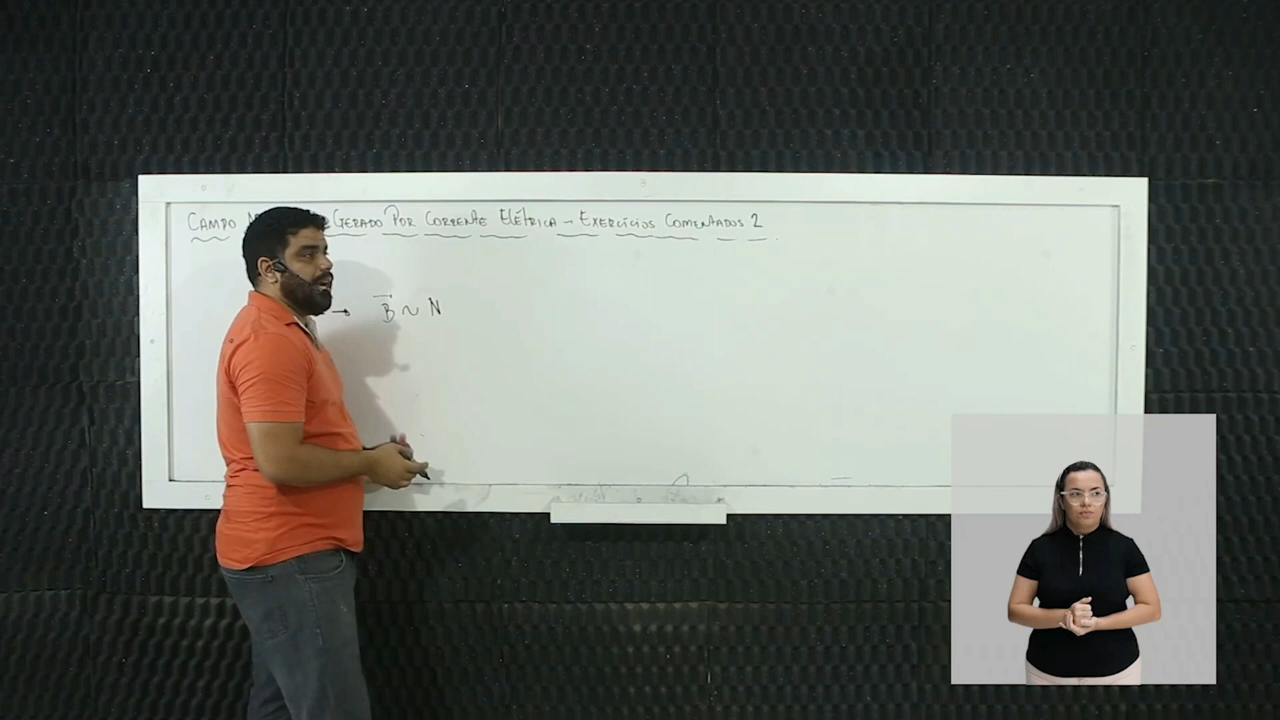 CAMPO GERADO POR CORRENTE ELÉTRICA - EXERCÍCIOS COMENTADOS 2
→ B⃗ ~ N